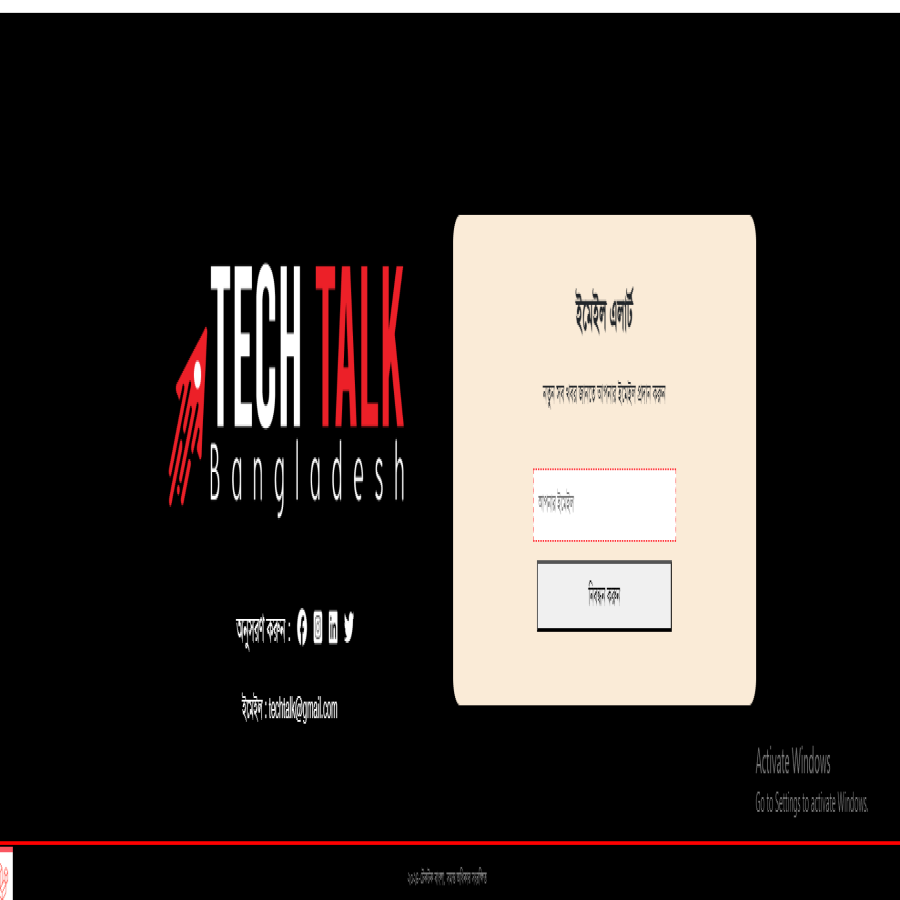 TECH TALK
Bangladesh
অনুসরণ করুন :
ইমেইল : techtalk@gmail.com
ইমেইল এলার্ট
নতুন সব খবর জানতে আপনার ইমেইল প্রদান করুন
আপনার ইমেইল
নিবন্ধন করুন
Activate Windows
Go to Settings to activate Windows.